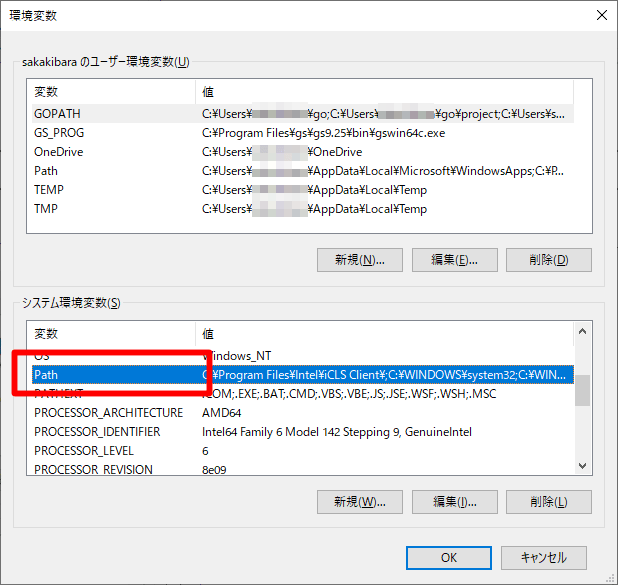 環境変数
sakakibara のユーザー環境変数(U)
変数 値
GOPATH C:¥Users¥ ¥go;C:¥Users¥ ¥go¥project;C:¥Users¥s...
GS_PROG C:¥Program Files¥gs¥gs9.25¥bin¥gswin64c.exe
OneDrive C:¥Users¥ ¥OneDrive
Path C:¥Users¥ ¥AppData¥Local¥Microsoft¥WindowsApps;C:¥P...
TEMP C:¥Users¥ ¥AppData¥Local¥Temp
TMP C:¥Users¥ ¥AppData¥Local¥Temp
新規(N)... 編集(E)... 削除(D)
システム環境変数(S)
変数 値
OS Windows_NT
Path C:¥Program Files¥Intel¥iCLS Client¥;C:¥WINDOWS¥system32;C:¥WIN...
PATHEXT .COM;.EXE;.BAT;.CMD;.VBS;.VBE;.JS;.JSE;.WSF;.WSH;.MSC
PROCESSOR_ARCHITECTURE AMD64
PROCESSOR_IDENTIFIER Intel64 Family 6 Model 142 Stepping 9, GenuineIntel
PROCESSOR_LEVEL 6
PROCESSOR_REVISION 8e09
新規(W)... 編集(I)... 削除(L)
OK キャンセル